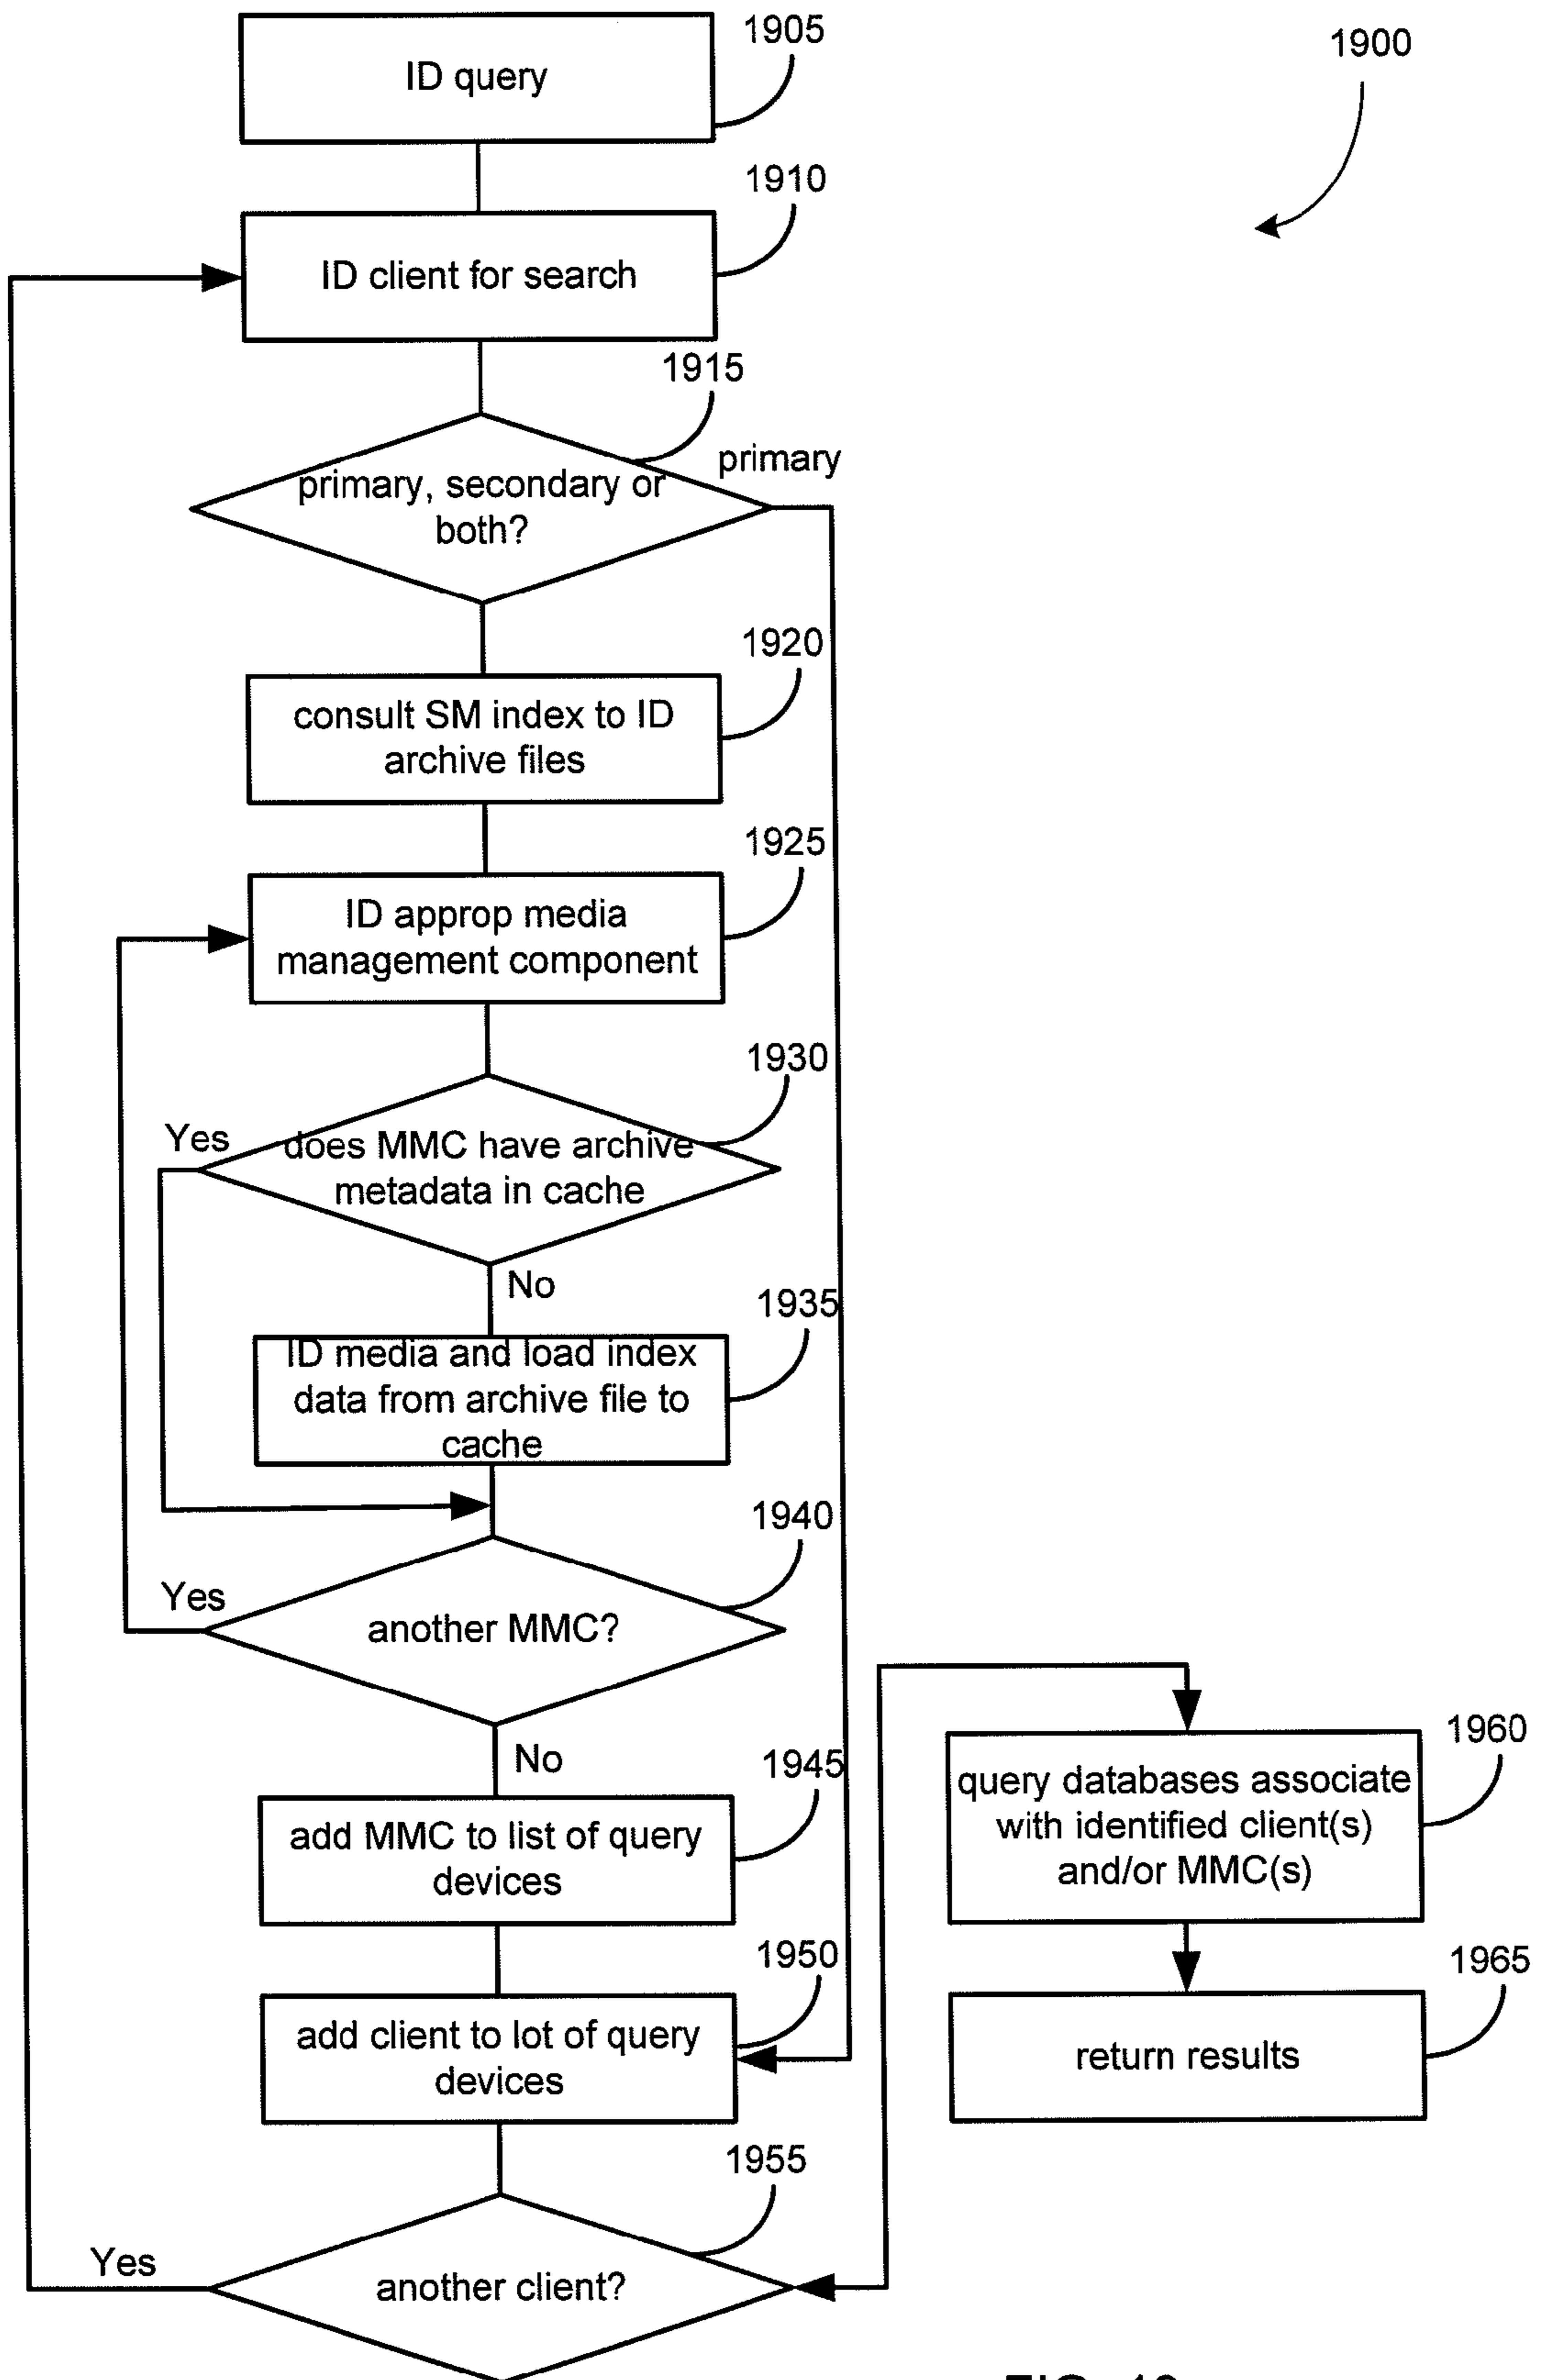 1905
ID query
1900
1910
ID client for search
1915
primary
primary, secondary or
both?
1920
consult SM index to ID
archive files
1925
ID approp media
management component
1930
Yes
does MMC have archive
metadata in cache
No
1935
ID media and load index
data from archive file to
cache
1940
Yes
another MMC?
No
1945
add MMC to list of query
devices
1950
add client to lot of query
devices
1955
Yes
another client?
1960
query databases associate
with identified client(s)
and/or MMC(s)
1965
return results